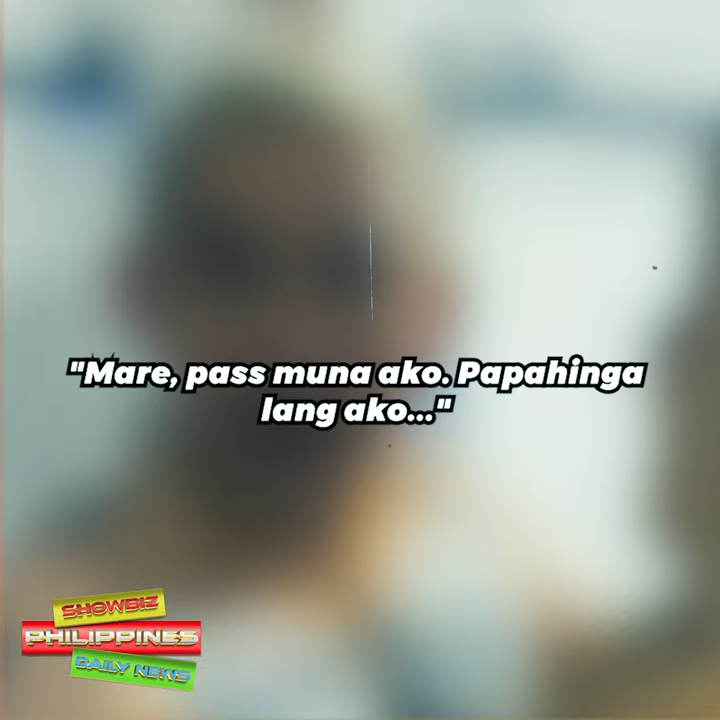 "Mare, pass muna ako. Papahinga
lang ako..."
SHOWBIZ
PHILIPPINES
DAILY NEWS